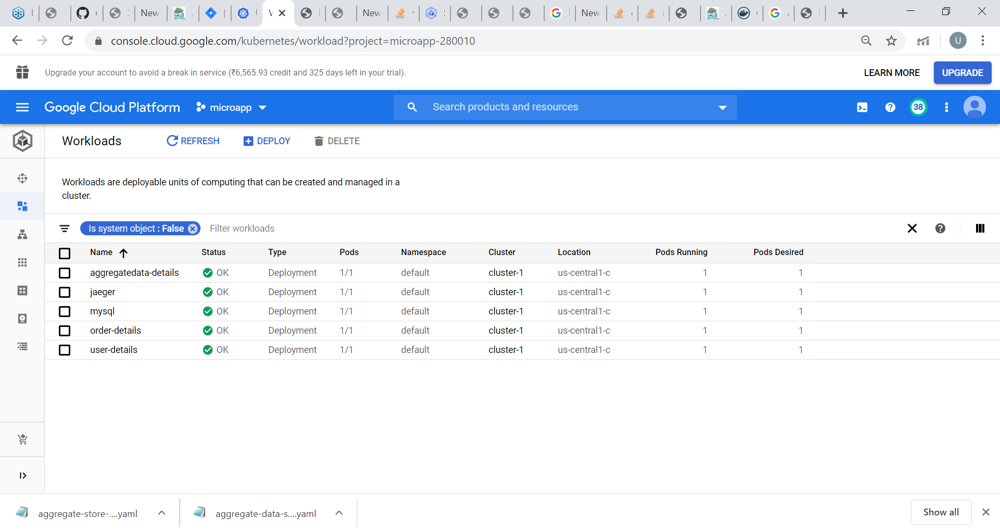 New
New
New
console.cloud.google.com/kubernetes/workload?project=microapp-280010
U
Upgrade your account to avoid a break in service (₹6,565.93 credit and 325 days left in your trial).
LEARN MORE
UPGRADE
Google Cloud Platform
microapp
Search products and resources
38
Workloads
REFRESH
DEPLOY
DELETE
Workloads are deployable units of computing that can be created and managed in a
cluster.
Is system object : False
Filter workloads
Name Status Type Pods Namespace Cluster Location Pods Running Pods Desired
aggregatedata-details OK Deployment 1/1 default cluster-1 us-central1-c 1 1
jaeger OK Deployment 1/1 default cluster-1 us-central1-c 1 1
mysql OK Deployment 1/1 default cluster-1 us-central1-c 1 1
order-details OK Deployment 1/1 default cluster-1 us-central1-c 1 1
user-details OK Deployment 1/1 default cluster-1 us-central1-c 1 1
aggregate-store-....yaml
aggregate-data-s....yaml
Show all